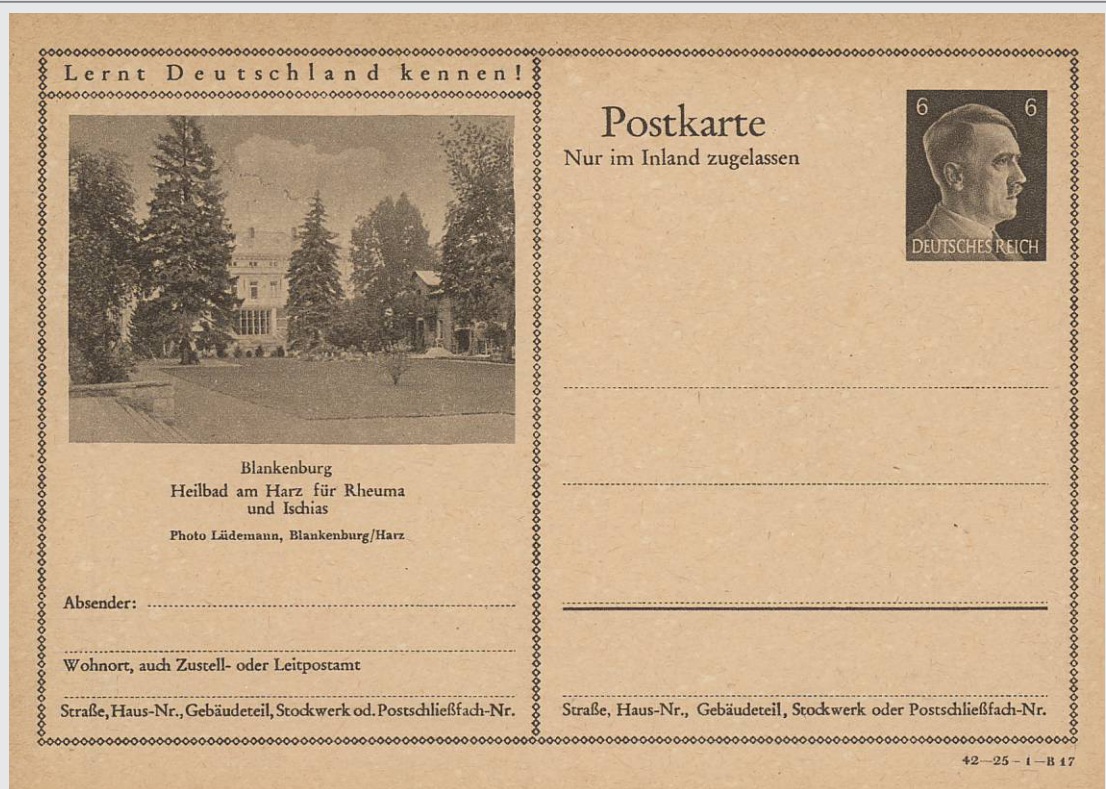 Lernt Deutschland kennen!
Blankenburg
Heilbad am Harz für Rheuma
und Ischias
Photo Lüdemann, Blankenburg/Harz
Absender:
Wohnort, auch Zustell- oder Leitpostamt
Straße, Haus-Nr., Gebäudeteil, Stockwerk od. Postschließfach-Nr.
Postkarte
Nur im Inland zugelassen
6 6
DEUTSCHES REICH
Straße, Haus-Nr., Gebäudeteil, Stockwerk oder Postschließfach-Nr.
42—25 – 1 —B 17